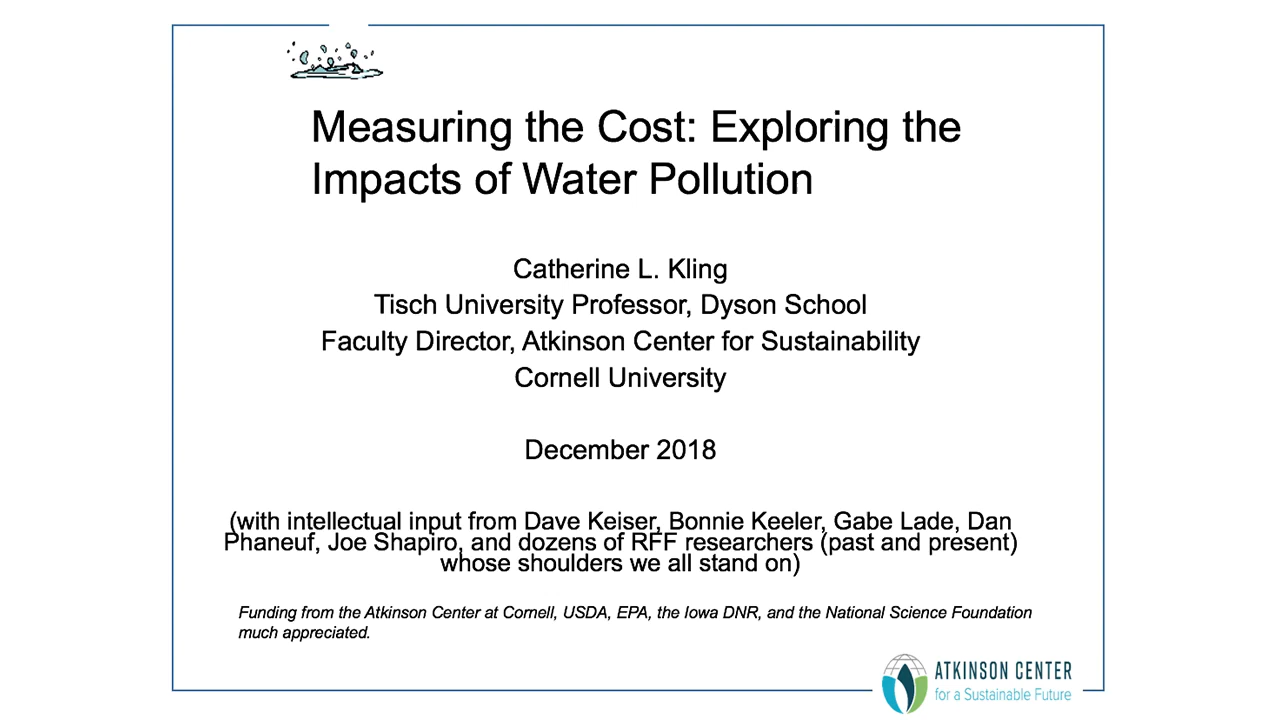 Measuring the Cost: Exploring the
Impacts of Water Pollution
Catherine L. Kling
Tisch University Professor, Dyson School
Faculty Director, Atkinson Center for Sustainability
Cornell University
December 2018
(with intellectual input from Dave Keiser, Bonnie Keeler, Gabe Lade, Dan
Phaneuf, Joe Shapiro, and dozens of RFF researchers (past and present)
whose shoulders we all stand on)
Funding from the Atkinson Center at Cornell, USDA, EPA, the Iowa DNR, and the National Science Foundation
much appreciated.
ATKINSON CENTER
for a Sustainable Future